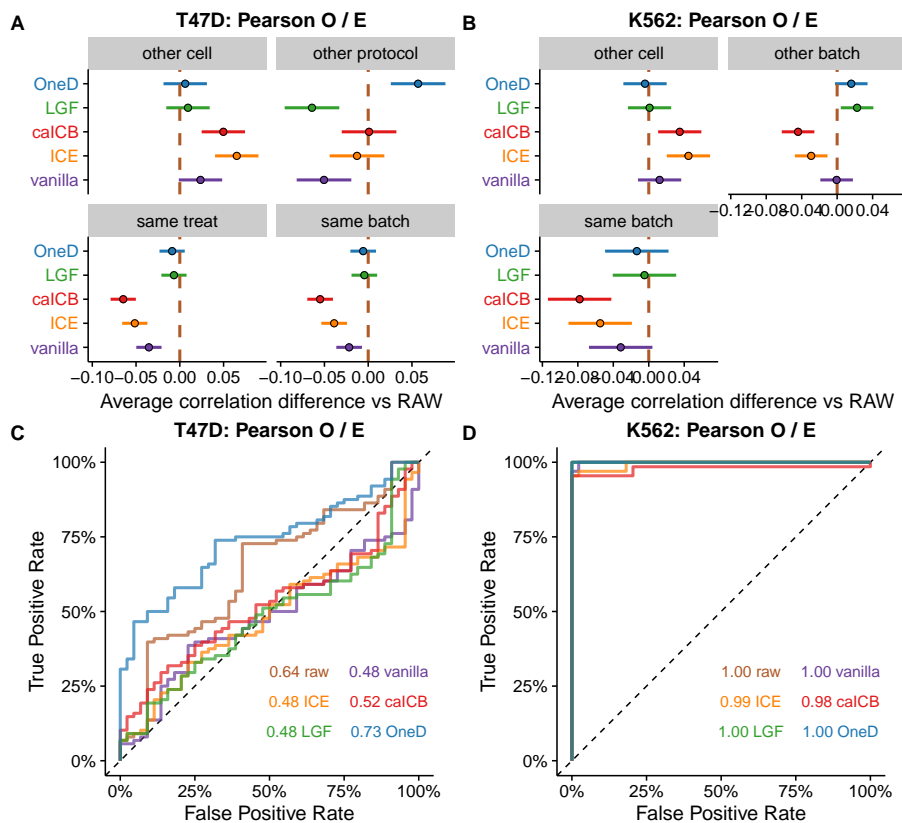 A T47D: Pearson O / E
other cell other protocol
OneD
LGF
caICB
ICE
vanilla
same treat same batch
OneD
LGF
caICB
ICE
vanilla
−0.10 −0.05 0.00 0.05 −0.10 −0.05 0.00 0.05
Average correlation difference vs RAW
B K562: Pearson O / E
other cell other batch
OneD
LGF
caICB
ICE
vanilla
−0.12 −0.08 −0.04 0.00 0.04
same batch
OneD
LGF
caICB
ICE
vanilla
−0.12 −0.08 −0.04 0.00 0.04
Average correlation difference vs RAW
C T47D: Pearson O / E
True Positive Rate
100%
75%
50%
25%
0%
0.64 raw 0.48 vanilla
0.48 ICE 0.52 caICB
0.48 LGF 0.73 OneD
0% 25% 50% 75% 100%
False Positive Rate
D K562: Pearson O / E
True Positive Rate
100%
75%
50%
25%
0%
1.00 raw 1.00 vanilla
0.99 ICE 0.98 caICB
1.00 LGF 1.00 OneD
0% 25% 50% 75% 100%
False Positive Rate